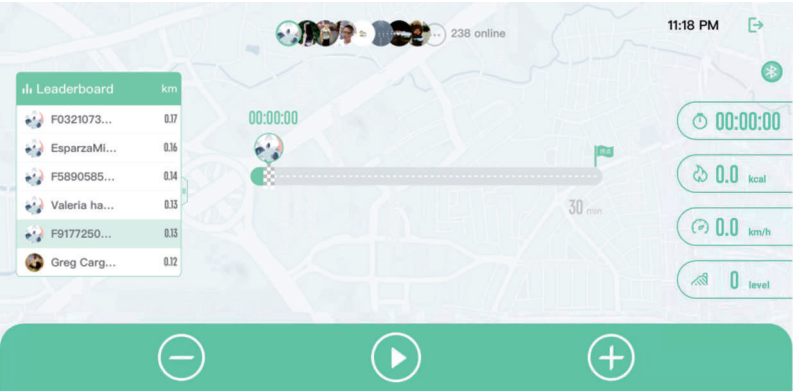 238 online
11:18 PM
Leaderboard km
F0321073... 0.17
EsparzaMi... 0.16
F5890585... 0.14
Valeria ha... 0.13
F9177250... 0.13
Greg Carg... 0.12
00:00:00
30 min
00:00:00
0.0 kcal
0.0 km/h
0 level